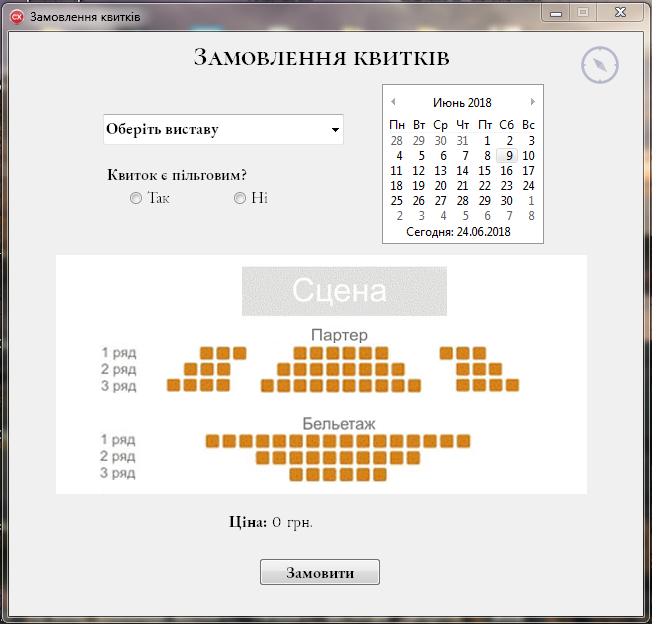 Замовлення квитків
Замовлення квитків
Оберіть виставу
Июнь 2018
Пн Вт Ср Чт Пт Сб Вс
28 29 30 31 1 2 3
4 5 6 7 8 9 10
11 12 13 14 15 16 17
18 19 20 21 22 23 24
25 26 27 28 29 30 1
2 3 4 5 6 7 8
Сегодня: 24.06.2018
Квиток є пільговим?
Так Ні
Сцена
Партер
1 ряд
2 ряд
3 ряд
Бельетаж
1 ряд
2 ряд
3 ряд
Ціна: 0 грн.
Замовити